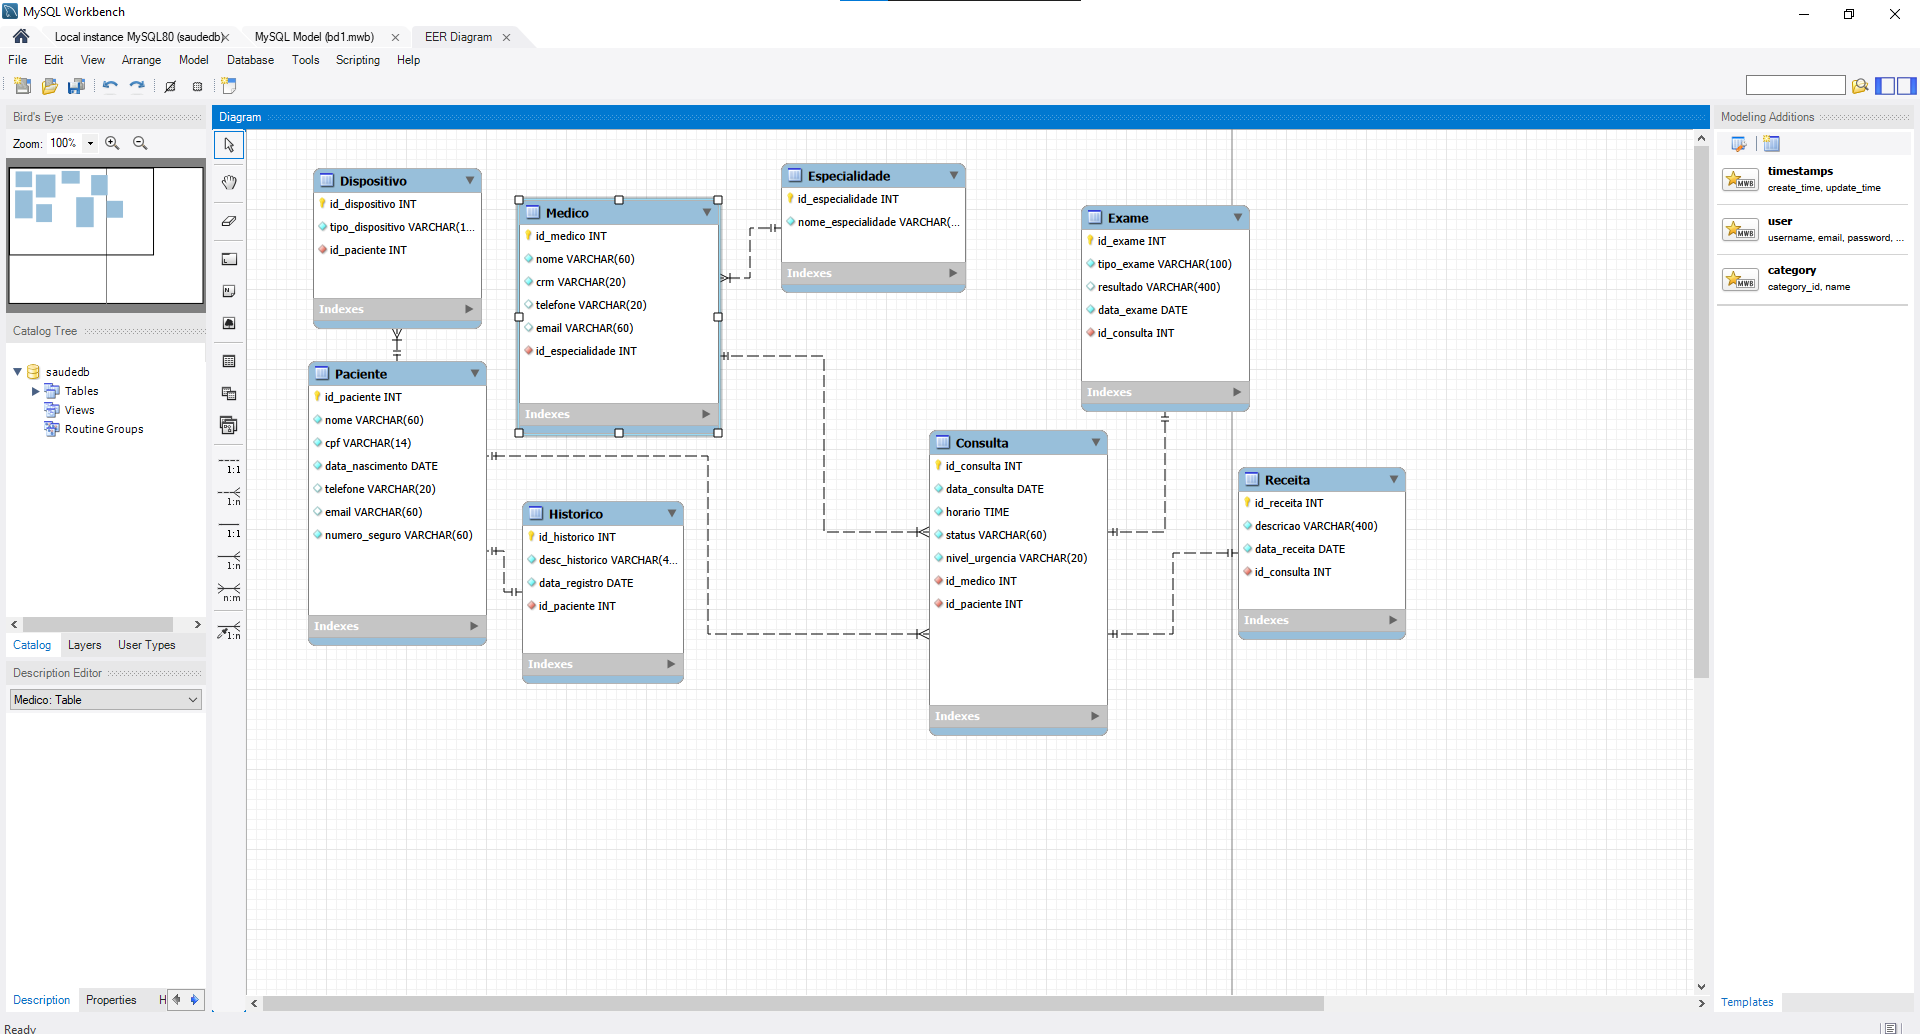 MySQL Workbench
Local instance MySQL80 (saudedb)
MySQL Model (bd1.mwb)
EER Diagram
File Edit View Arrange Model Database Tools Scripting Help
Bird's Eye
Zoom: 100%
Catalog Tree
saudedb
Tables
Views
Routine Groups
Catalog Layers User Types
Description Editor
Medico: Table
Description Properties H
Ready
Diagram
1:1
1:n
1:1
1:n
n:m
1:n
Dispositivo
id_dispositivo INT
tipo_dispositivo VARCHAR(1...
id_paciente INT
Indexes
Paciente
id_paciente INT
nome VARCHAR(60)
cpf VARCHAR(14)
data_nascimento DATE
telefone VARCHAR(20)
email VARCHAR(60)
numero_seguro VARCHAR(60)
Indexes
Medico
id_medico INT
nome VARCHAR(60)
crm VARCHAR(20)
telefone VARCHAR(20)
email VARCHAR(60)
id_especialidade INT
Indexes
Historico
id_historico INT
desc_historico VARCHAR(4...
data_registro DATE
id_paciente INT
Indexes
Especialidade
id_especialidade INT
nome_especialidade VARCHAR(...
Indexes
Consulta
id_consulta INT
data_consulta DATE
horario TIME
status VARCHAR(60)
nivel_urgencia VARCHAR(20)
id_medico INT
id_paciente INT
Indexes
Exame
id_exame INT
tipo_exame VARCHAR(100)
resultado VARCHAR(400)
data_exame DATE
id_consulta INT
Indexes
Receita
id_receita INT
descricao VARCHAR(400)
data_receita DATE
id_consulta INT
Indexes
Modeling Additions
MWB
timestamps
create_time, update_time
MWB
user
username, email, password, ...
MWB
category
category_id, name
Templates